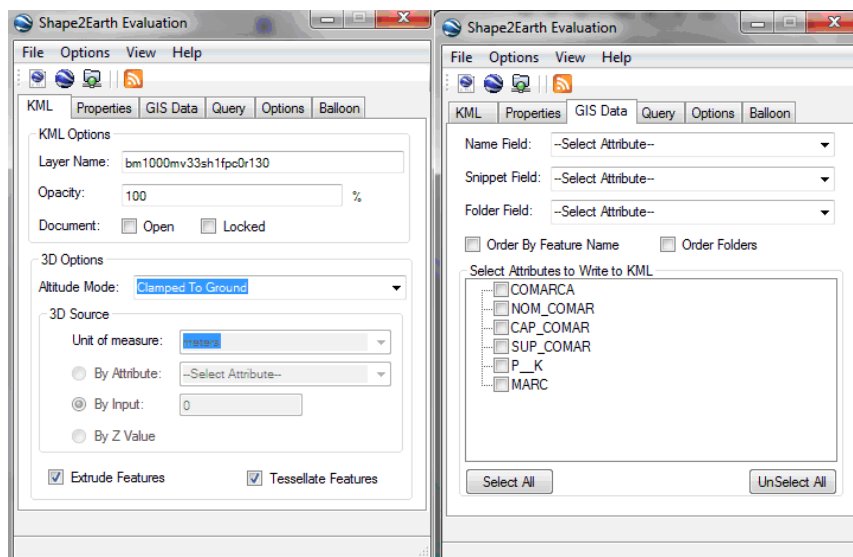 Shape2Earth Evaluation
File Options View Help
KML Properties GIS Data Query Options Balloon
KML Options
Layer Name: bm1000mv33sh1fpc0r130
Opacity: 100 %
Document: Open Locked
3D Options
Altitude Mode: Clamped To Ground
3D Source
Unit of measure: meters
By Attribute: --Select Attribute--
By Input: 0
By Z Value
Extrude Features Tessellate Features
Shape2Earth Evaluation
File Options View Help
KML Properties GIS Data Query Options Balloon
Name Field: --Select Attribute--
Snippet Field: --Select Attribute--
Folder Field: --Select Attribute--
Order By Feature Name Order Folders
Select Attributes to Write to KML
COMARCA
NOM_COMAR
CAP_COMAR
SUP_COMAR
P__K
MARC
Select All UnSelect All